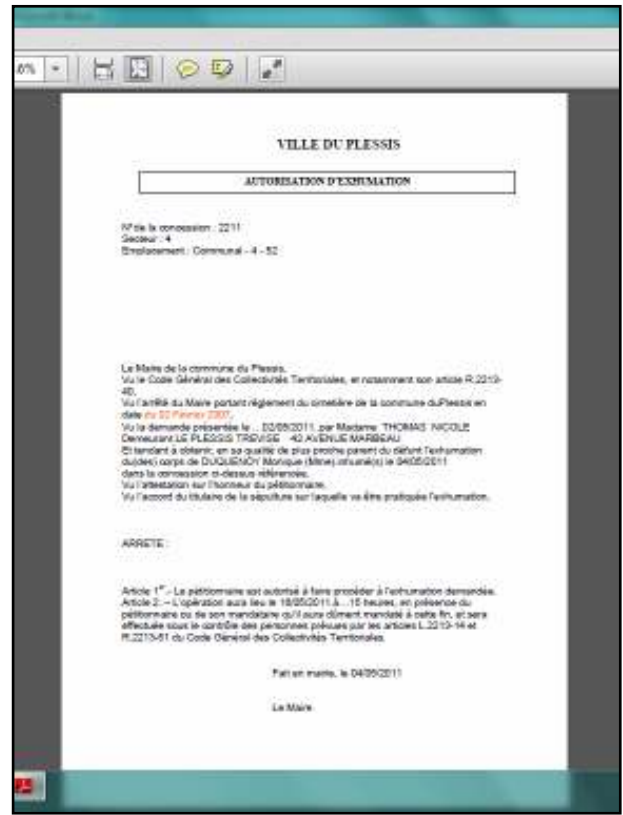 VILLE DU PLESSIS
AUTORISATION D'EXHUMATION
N° de la concession : 2211
Secteur : 4
Emplacement : Communal - 4 - 52
Le Maire de la commune du Plessis,
Vu le Code Général des Collectivités Territoriales, et notamment son article R.2213-
40,
Vu l'arrêté du Maire portant règlement du cimetière de la commune duPlessis en
date du 02 Février 2007,
Vu la demande présentée le .. 02/05/2011, par Madame THOMAS NICOLE
Demeurant LE PLESSIS TREVISE 42 AVENUE MARBEAU
Et tendant à obtenir, en sa qualité de plus proche parent du défunt l'exhumation
du(des) corps de DUQUENOY Monique (Mme) inhumé(s) le 04/05/2011
dans la concession ci-dessus référencée.
Vu l'attestation sur l'honneur du pétitionnaire.
Vu l'accord du titulaire de la sépulture sur laquelle va être pratiquée l'exhumation.
ARRETE :
Article 1er.- Le pétitionnaire est autorisé à faire procéder à l'exhumation demandée.
Article 2. – L'opération aura lieu le 18/05/2011 à ...15 heures, en présence du
pétitionnaire ou de son mandataire qu'il aura dûment mandaté à cette fin, et sera
effectuée sous le contrôle des personnes prévues par les articles L.2213-14 et
R.2213-51 du Code Général des Collectivités Territoriales.
Fait en mairie, le 04/05/2011
Le Maire